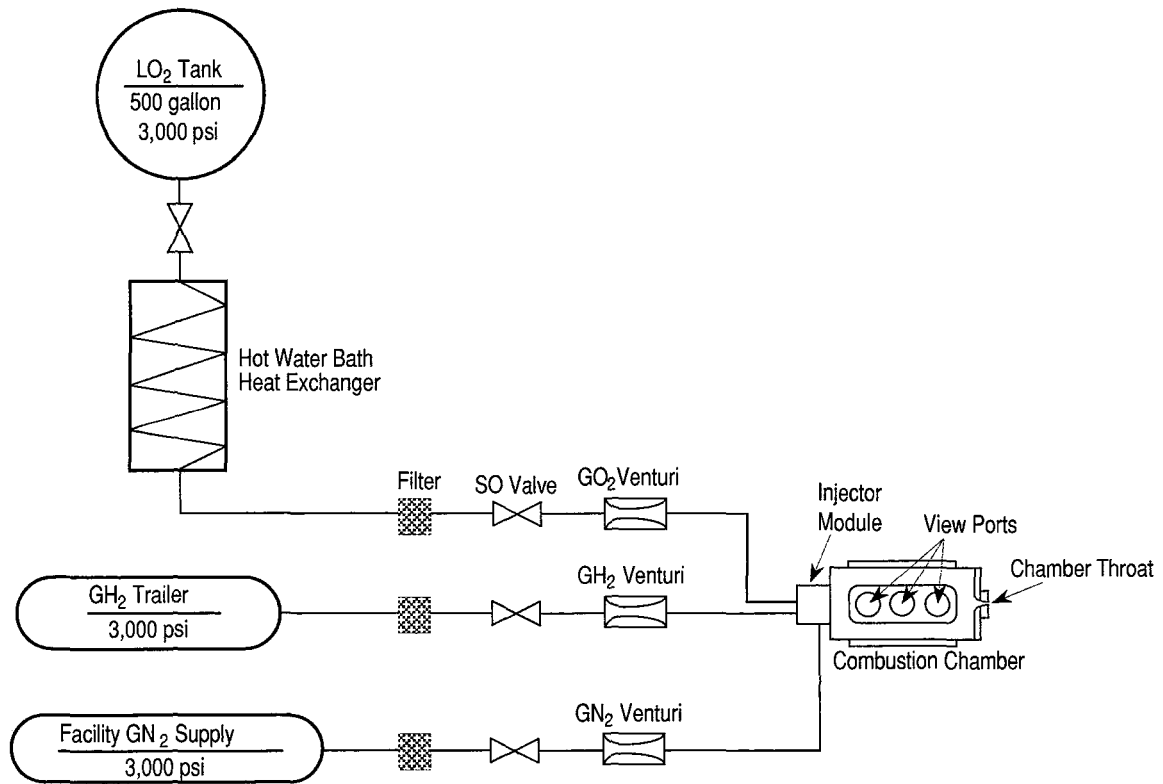 LO₂ Tank
500 gallon
3,000 psi
Hot Water Bath
Heat Exchanger
Filter
SO Valve
GO₂ Venturi
Injector
Module
View Ports
Chamber Throat
GH₂ Trailer
3,000 psi
GH₂ Venturi
Combustion Chamber
Facility GN₂ Supply
3,000 psi
GN₂ Venturi